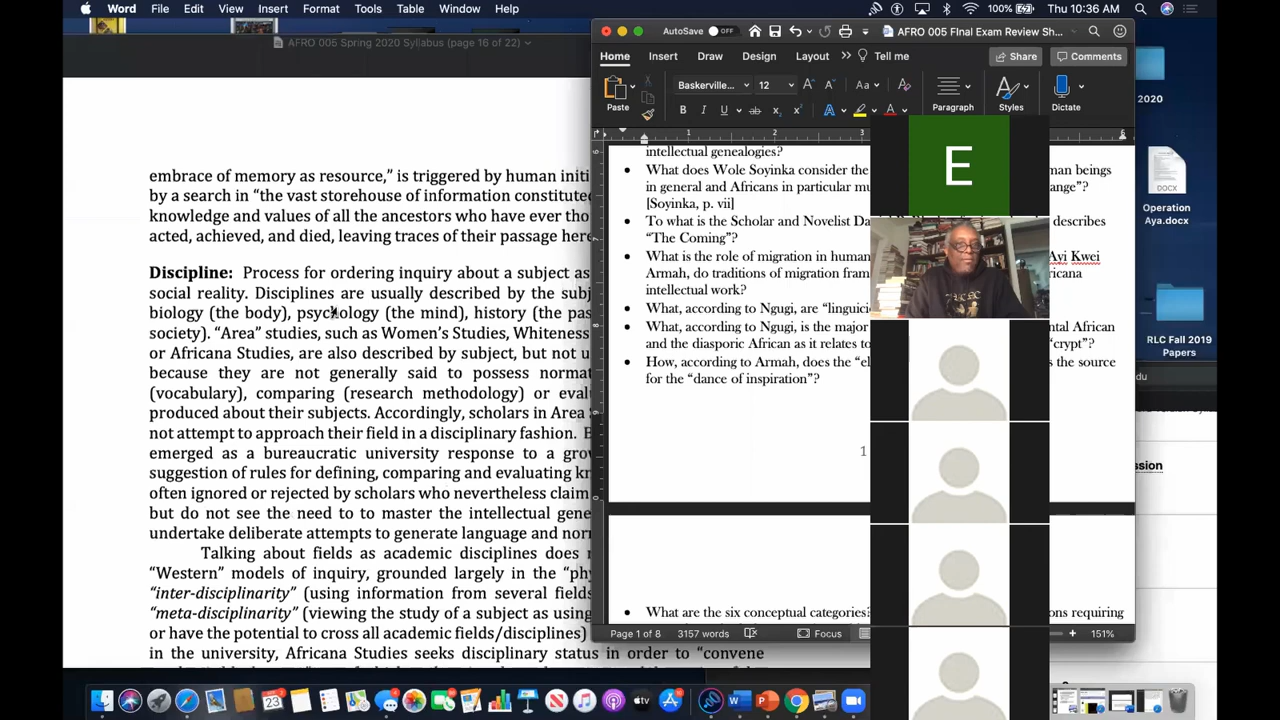 Word File Edit View Insert Format Tools Table Window Help 100% Thu 10:36 AM
AFRO 005 Spring 2020 Syllabus (page 16 of 22)
embrace of memory as resource,” is triggered by human initi
by a search in “the vast storehouse of information constitute
knowledge and values of all the ancestors who have ever tho
acted, achieved, and died, leaving traces of their passage here
Discipline: Process for ordering inquiry about a subject as
social reality. Disciplines are usually described by the subj
biology (the body), psychology (the mind), history (the pas
society). “Area” studies, such as Women’s Studies, Whiteness
or Africana Studies, are also described by subject, but not u
because they are not generally said to possess normat
(vocabulary), comparing (research methodology) or eval
produced about their subjects. Accordingly, scholars in Area
not attempt to approach their field in a disciplinary fashion.
emerged as a bureaucratic university response to a gro
suggestion of rules for defining, comparing and evaluating kn
often ignored or rejected by scholars who nevertheless claim
but do not see the need to to master the intellectual gene
undertake deliberate attempts to generate language and nor
Talking about fields as academic disciplines does
“Western” models of inquiry, grounded largely in the “phy
“inter-disciplinarity” (using information from several fields
“meta-disciplinarity” (viewing the study of a subject as using
or have the potential to cross all academic fields/disciplines)
in the university, Africana Studies seeks disciplinary status in order to “convene
AutoSave OFF AFRO 005 FInal Exam Review Sh...
Home Insert Draw Design Layout Tell me Share Comments
Paste Baskerville... 12 Paragraph Styles Dictate
1 2 3 6
intellectual genealogies?
What does Wole Soyinka consider the
man beings
in general and Africans in particular mu
ange”?
[Soyinka, p. vii]
To what is the Scholar and Novelist Da
describes
“The Coming”?
What is the role of migration in human
Ayi Kwei
Armah, do traditions of migration fram
ricana
intellectual work?
What, according to Ngugi, are “linguici
What, according to Ngugi, is the major
ntal African
and the diasporic African as it relates to
“crypt”?
How, according to Armah, does the “el
s the source
for the “dance of inspiration”?
1
What are the six conceptual categories?
ons requiring
Page 1 of 8 3157 words Focus 151%
E
2020
DOCX
Operation
Aya.docx
RLC Fall 2019
Papers
du
ssion
23